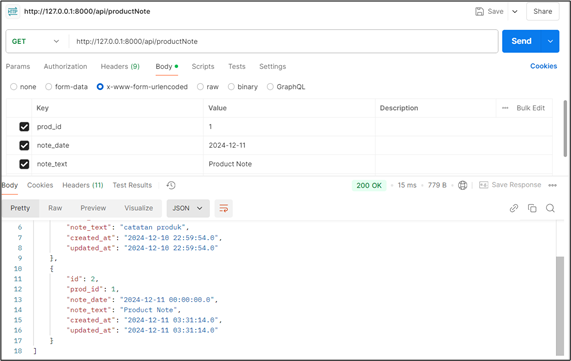 HTTP http://127.0.0.1:8000/api/productNote Save Share
GET http://127.0.0.1:8000/api/productNote Send
Params Authorization Headers (9) Body Scripts Tests Settings Cookies
none form-data x-www-form-urlencoded raw binary GraphQL
Key Value Description ••• Bulk Edit
prod_id 1
note_date 2024-12-11
note_text Product Note
Body Cookies Headers (11) Test Results 200 OK • 15 ms • 779 B Save Response •••
Pretty Raw Preview Visualize JSON
6 "note_text": "catatan produk",
7 "created_at": "2024-12-10 22:59:54.0",
8 "updated_at": "2024-12-10 22:59:54.0"
9 },
10 {
11 "id": 2,
12 "prod_id": 1,
13 "note_date": "2024-12-11 00:00:00.0",
14 "note_text": "Product Note",
15 "created_at": "2024-12-11 03:31:14.0",
16 "updated_at": "2024-12-11 03:31:14.0"
17 }
18 ]